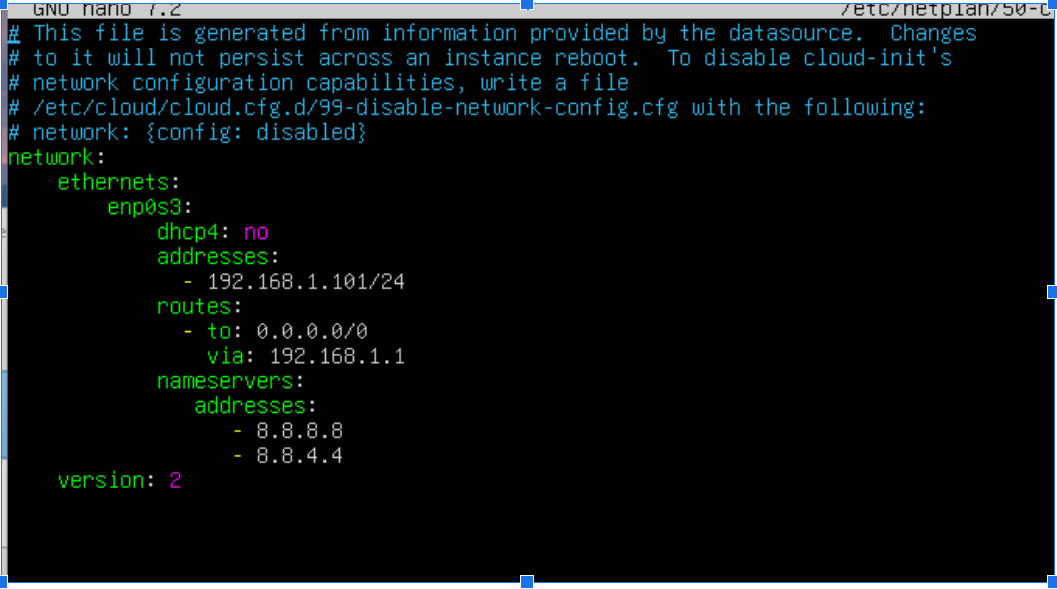 GNU nano 7.2 /etc/netplan/50-c
# This file is generated from information provided by the datasource.  Changes
# to it will not persist across an instance reboot.  To disable cloud-init's
# network configuration capabilities, write a file
# /etc/cloud/cloud.cfg.d/99-disable-network-config.cfg with the following:
# network: {config: disabled}
network:
    ethernets:
        enp0s3:
            dhcp4: no
            addresses:
              - 192.168.1.101/24
            routes:
              - to: 0.0.0.0/0
                via: 192.168.1.1
            nameservers:
               addresses:
                  - 8.8.8.8
                  - 8.8.4.4
    version: 2